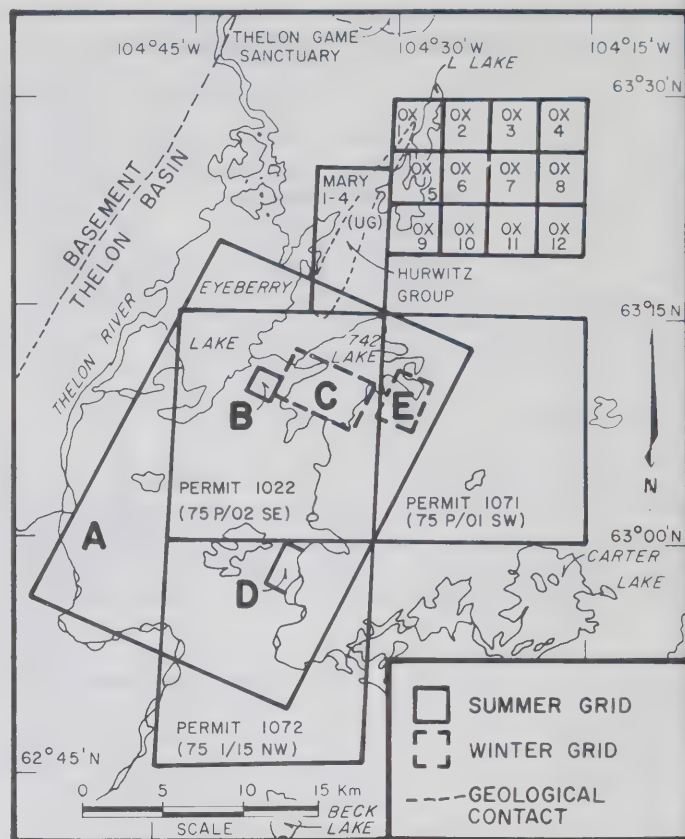 104°45'W
104°30'W
104°15'W
THELON GAME
SANCTUARY
L LAKE
63°30'N
OX
1
OX
2
OX
3
OX
4
BASEMENT
THELON BASIN
MARY
1-4
(UG)
OX
5
OX
6
OX
7
OX
8
OX
9
OX
10
OX
11
OX
12
HURWITZ
GROUP
THELON RIVER
EYEBERRY
LAKE
63°15'N
742
LAKE
B
C
E
PERMIT 1022
(75 P/02 SE)
PERMIT 1071
(75 P/01 SW)
N
A
63°00'N
D
CARTER
LAKE
PERMIT 1072
(75 I/15 NW)
62°45'N
SUMMER GRID
WINTER GRID
GEOLOGICAL
CONTACT
0 5 10 15 Km
SCALE
BECK
LAKE